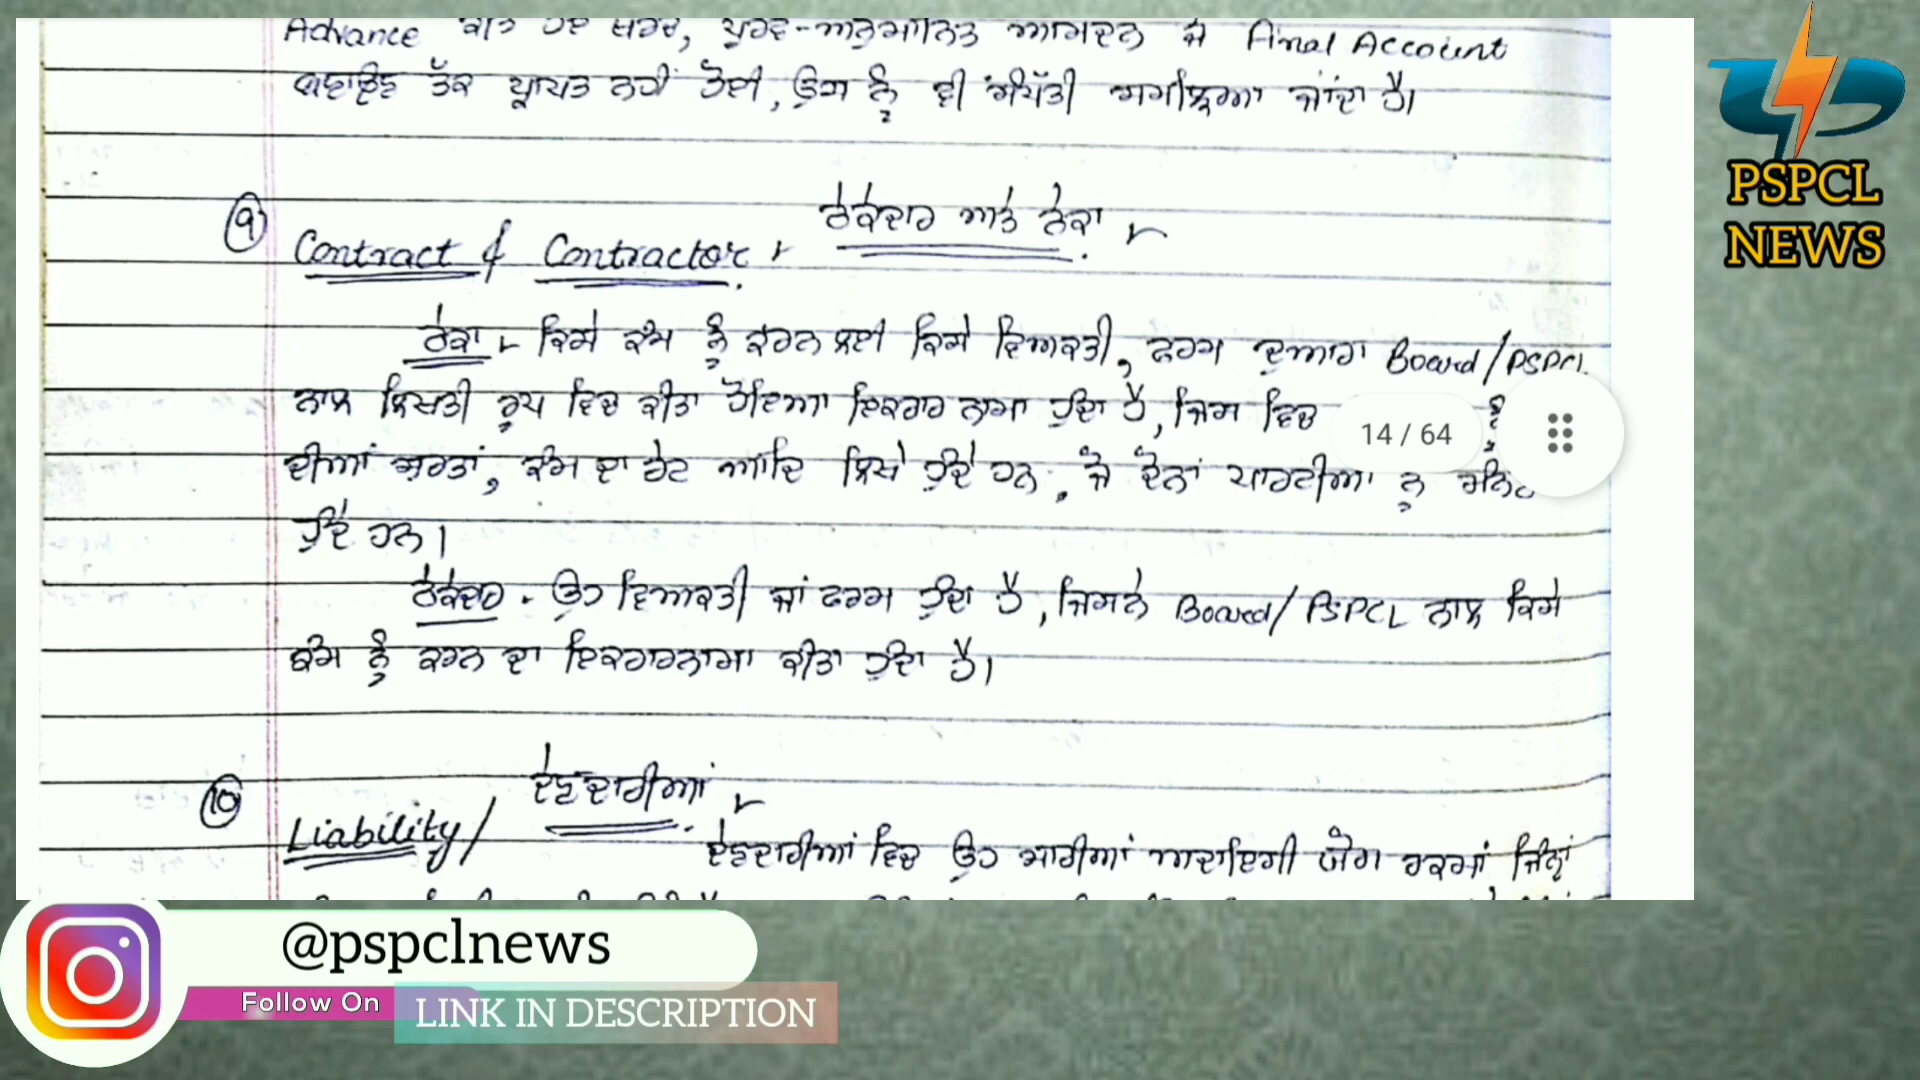 Advance ਕੀਤੇ ਹੋਏ ਖਰਚ, ਪੂਰਵ-ਅਨੁਮਾਨਿਤ ਆਮਦਨ ਜੋ Final Account
ਬਣਾਉਣ ਤੱਕ ਪ੍ਰਾਪਤ ਨਹੀਂ ਹੋਈ, ਉਸ ਨੂੰ ਵੀ ਸੰਪੱਤੀ ਸਮਝਿਆ ਜਾਂਦਾ ਹੈ।
PSPCL
NEWS
ਠੇਕੇਦਾਰ ਅਤੇ ਠੇਕਾ
9 Contract & Contractor
ਠੇਕਾ - ਕਿਸੇ ਕੰਮ ਨੂੰ ਕਰਨ ਲਈ ਕਿਸੇ ਵਿਅਕਤੀ, ਫਰਮ ਦੁਆਰਾ Board/PSPCL
ਨਾਲ ਲਿਖਤੀ ਰੂਪ ਵਿਚ ਕੀਤਾ ਹੋਇਆ ਇਕਰਾਰਨਾਮਾ ਹੁੰਦਾ ਹੈ, ਜਿਸ ਵਿਚ
14 / 64
ਦੀਆਂ ਸ਼ਰਤਾਂ, ਕੰਮ ਦਾ ਰੇਟ ਆਦਿ ਲਿਖੇ ਹੁੰਦੇ ਹਨ, ਜੋ ਦੋਨਾਂ ਪਾਰਟੀਆਂ ਨੂੰ
ਹੁੰਦੇ ਹਨ।
ਠੇਕੇਦਾਰ - ਉਹ ਵਿਅਕਤੀ ਜਾਂ ਫਰਮ ਹੁੰਦਾ ਹੈ, ਜਿਸਨੇ Board/PSPCL ਨਾਲ ਕਿਸੇ
ਕੰਮ ਨੂੰ ਕਰਨ ਦਾ ਇਕਰਾਰਨਾਮਾ ਕੀਤਾ ਹੁੰਦਾ ਹੈ।
10 Liability/ ਦੇਣਦਾਰੀਆਂ
ਦੇਣਦਾਰੀਆਂ ਵਿਚ ਉਹ ਸਾਰੀਆਂ ਅਦਾਇਗੀ ਯੋਗ ਰਕਮਾਂ, ਜਿੰਨ੍ਹਾਂ
@pspclnews
Follow On
LINK IN DESCRIPTION